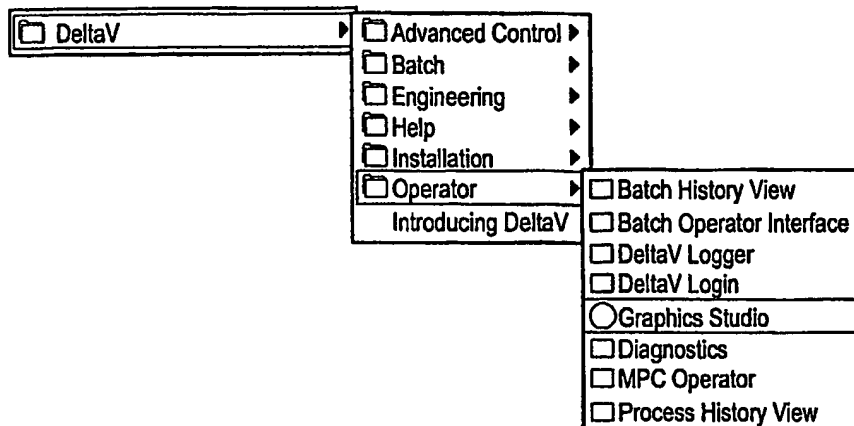 DeltaV
Advanced Control
Batch
Engineering
Help
Installation
Operator
Introducing DeltaV
Batch History View
Batch Operator Interface
DeltaV Logger
DeltaV Login
Graphics Studio
Diagnostics
MPC Operator
Process History View